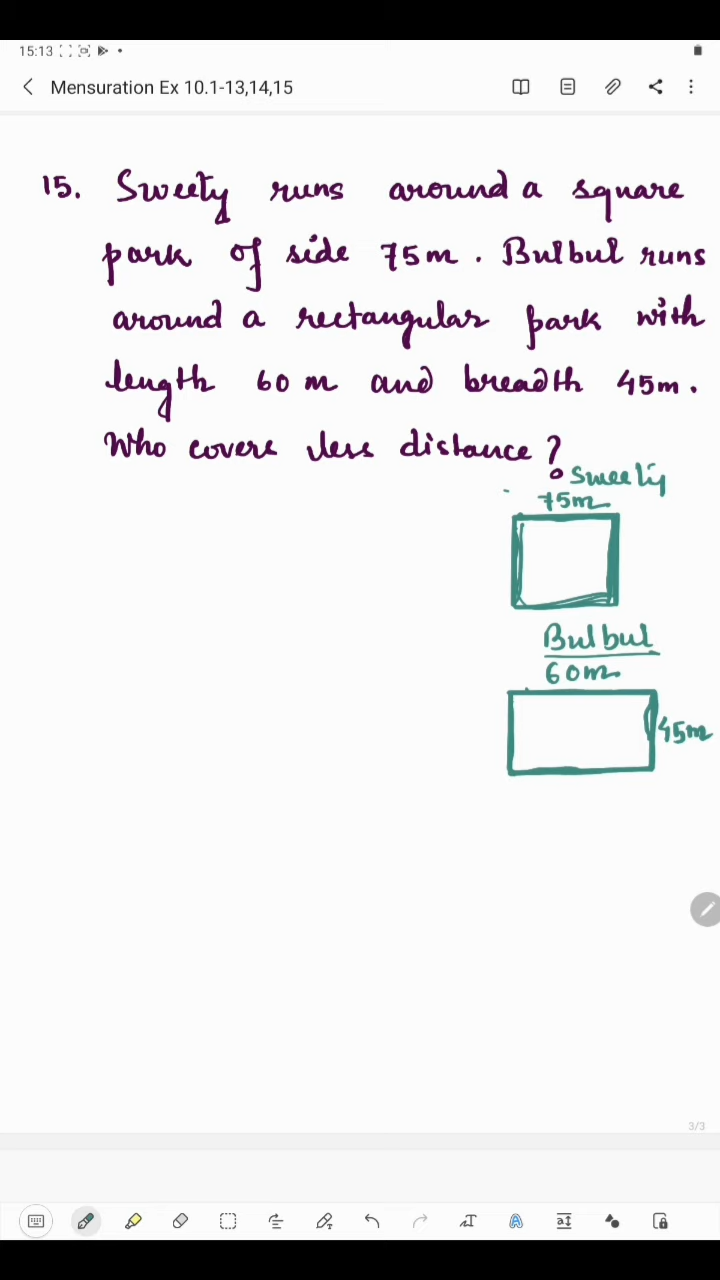 15:13
Mensuration Ex 10.1-13,14,15
15. Sweety runs around a square
park of side 75m. Bulbul runs
around a rectangular park with
length 60 m and breadth 45m.
Who covers less distance?
Sweety
75m
Bulbul
60m
45m
3/3
T
A
aI